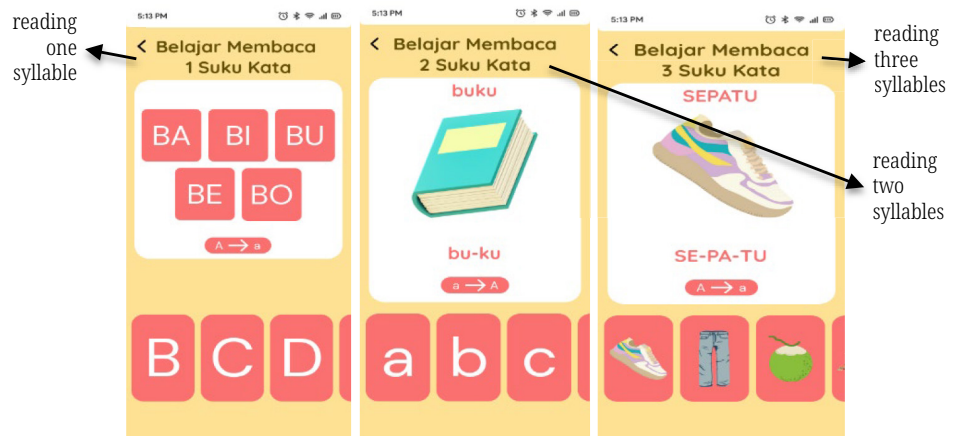 reading
one
syllable
5:13 PM
Belajar Membaca
1 Suku Kata
BA BI BU
BE BO
A → a
B C D
5:13 PM
Belajar Membaca
2 Suku Kata
buku
bu-ku
a → A
a b c
5:13 PM
Belajar Membaca
3 Suku Kata
SEPATU
SE-PA-TU
A → a
reading
three
syllables
reading
two
syllables